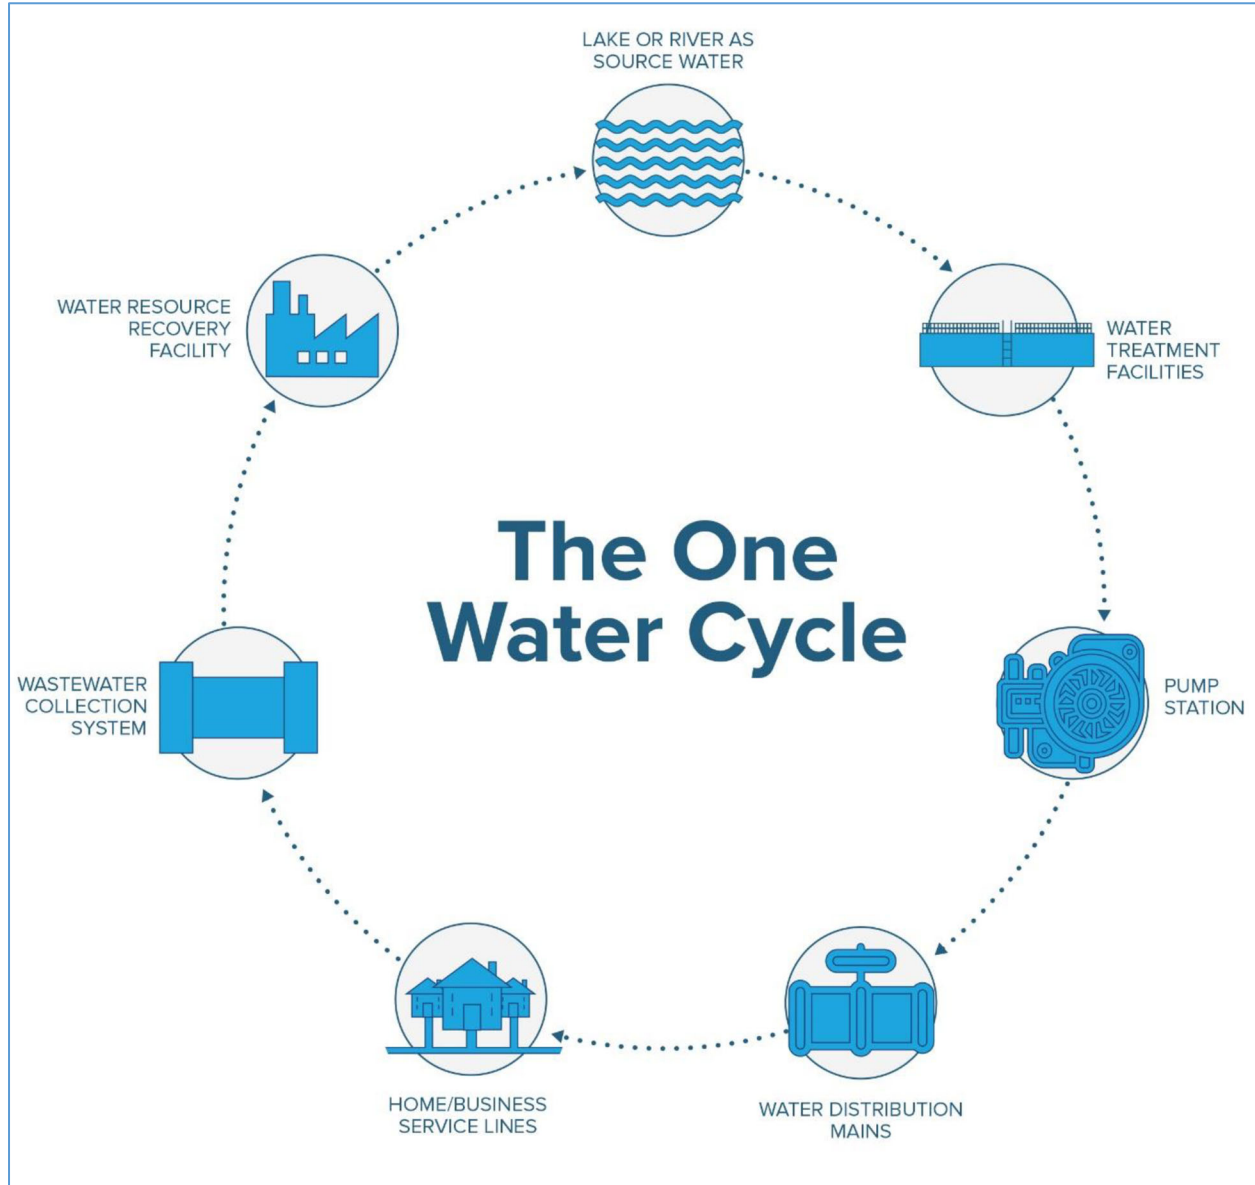 LAKE OR RIVER AS
SOURCE WATER
WATER RESOURCE
RECOVERY
FACILITY
WATER
TREATMENT
FACILITIES
The One
Water Cycle
WASTEWATER
COLLECTION
SYSTEM
PUMP
STATION
HOME/BUSINESS
SERVICE LINES
WATER DISTRIBUTION
MAINS